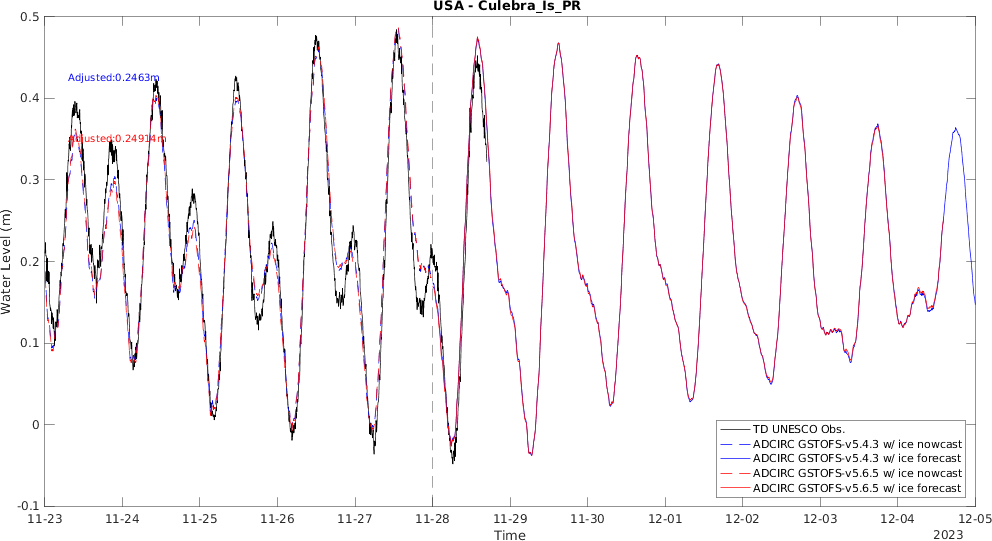 USA - Culebra_Is_PR
0.5
0.4
0.3
0.2
0.1
0
-0.1
Water Level (m)
Adjusted:0.2463m
Adjusted:0.24914m
TD UNESCO Obs.
ADCIRC GSTOFS-v5.4.3 w/ ice nowcast
ADCIRC GSTOFS-v5.4.3 w/ ice forecast
ADCIRC GSTOFS-v5.6.5 w/ ice nowcast
ADCIRC GSTOFS-v5.6.5 w/ ice forecast
11-23 11-24 11-25 11-26 11-27 11-28 11-29 11-30 12-01 12-02 12-03 12-04 12-05
Time
2023